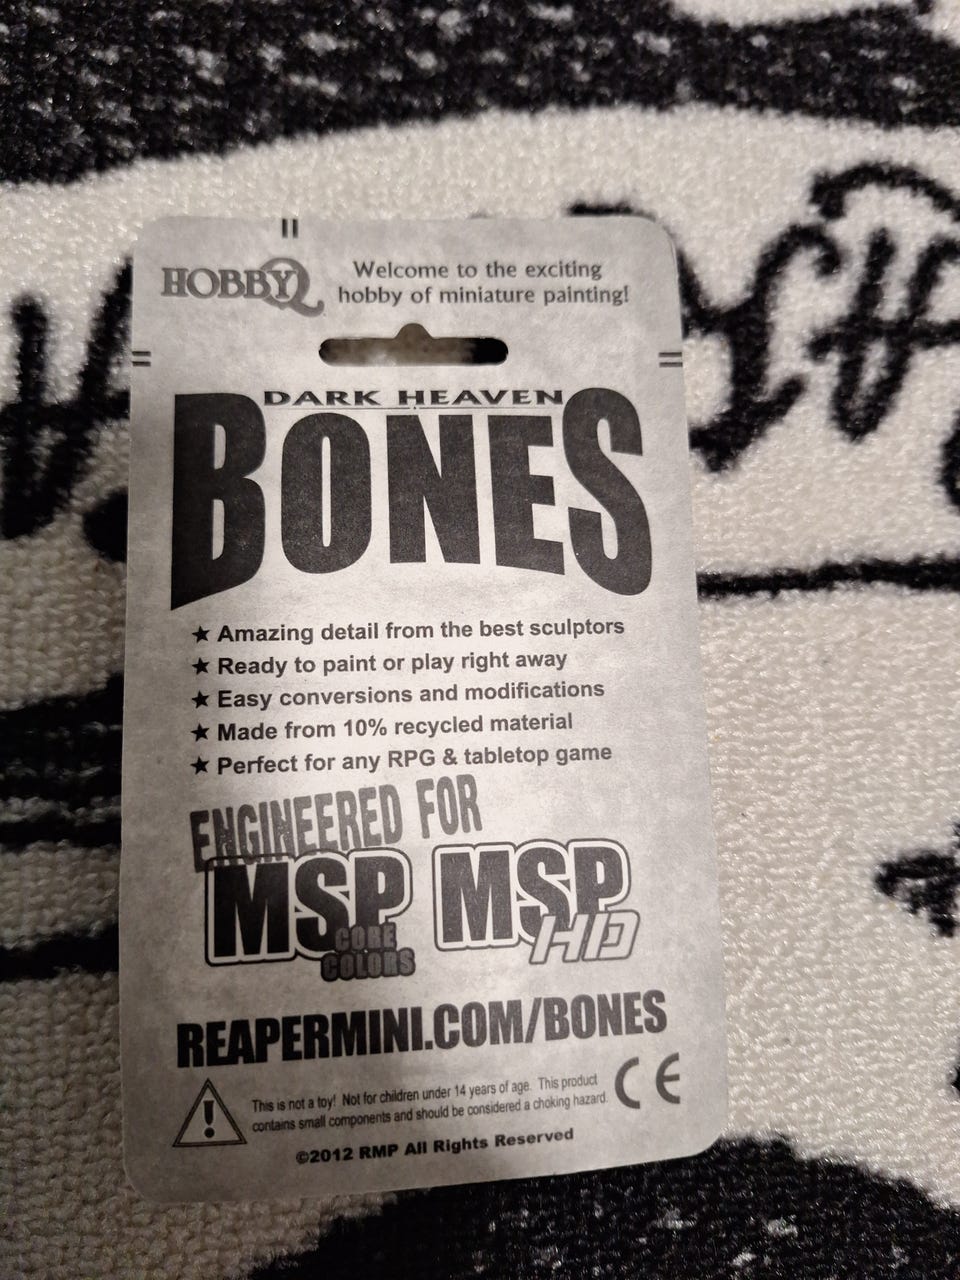 HOBBYQ
Welcome to the exciting
hobby of miniature painting!
DARK HEAVEN
BONES
★ Amazing detail from the best sculptors
★ Ready to paint or play right away
★ Easy conversions and modifications
★ Made from 10% recycled material
★ Perfect for any RPG & tabletop game
ENGINEERED FOR
MSP CORE COLORS MSP HD
REAPERMINI.COM/BONES
This is not a toy! Not for children under 14 years of age. This product
contains small components and should be considered a choking hazard.
CE
©2012 RMP All Rights Reserved